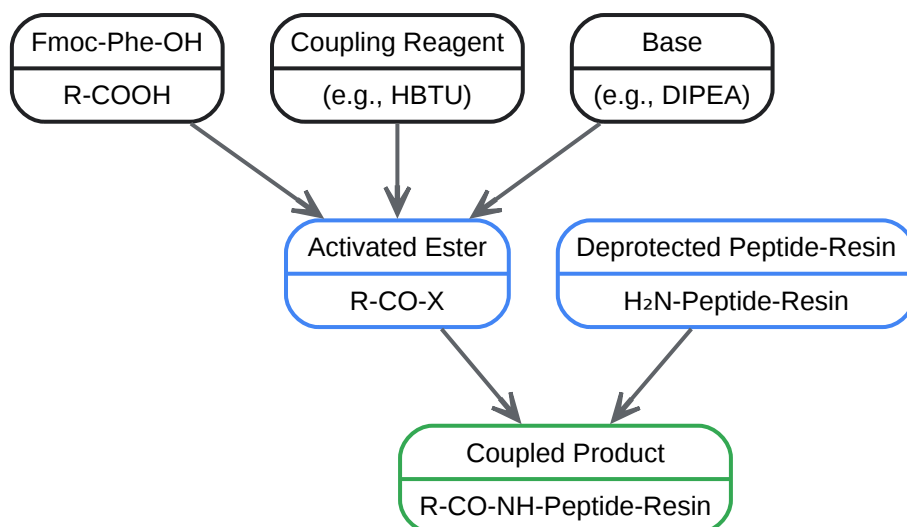 Fmoc-Phe-OH
R-COOH
Coupling Reagent
(e.g., HBTU)
Base
(e.g., DIPEA)
Activated Ester
R-CO-X
Deprotected Peptide-Resin
H₂N-Peptide-Resin
Coupled Product
R-CO-NH-Peptide-Resin